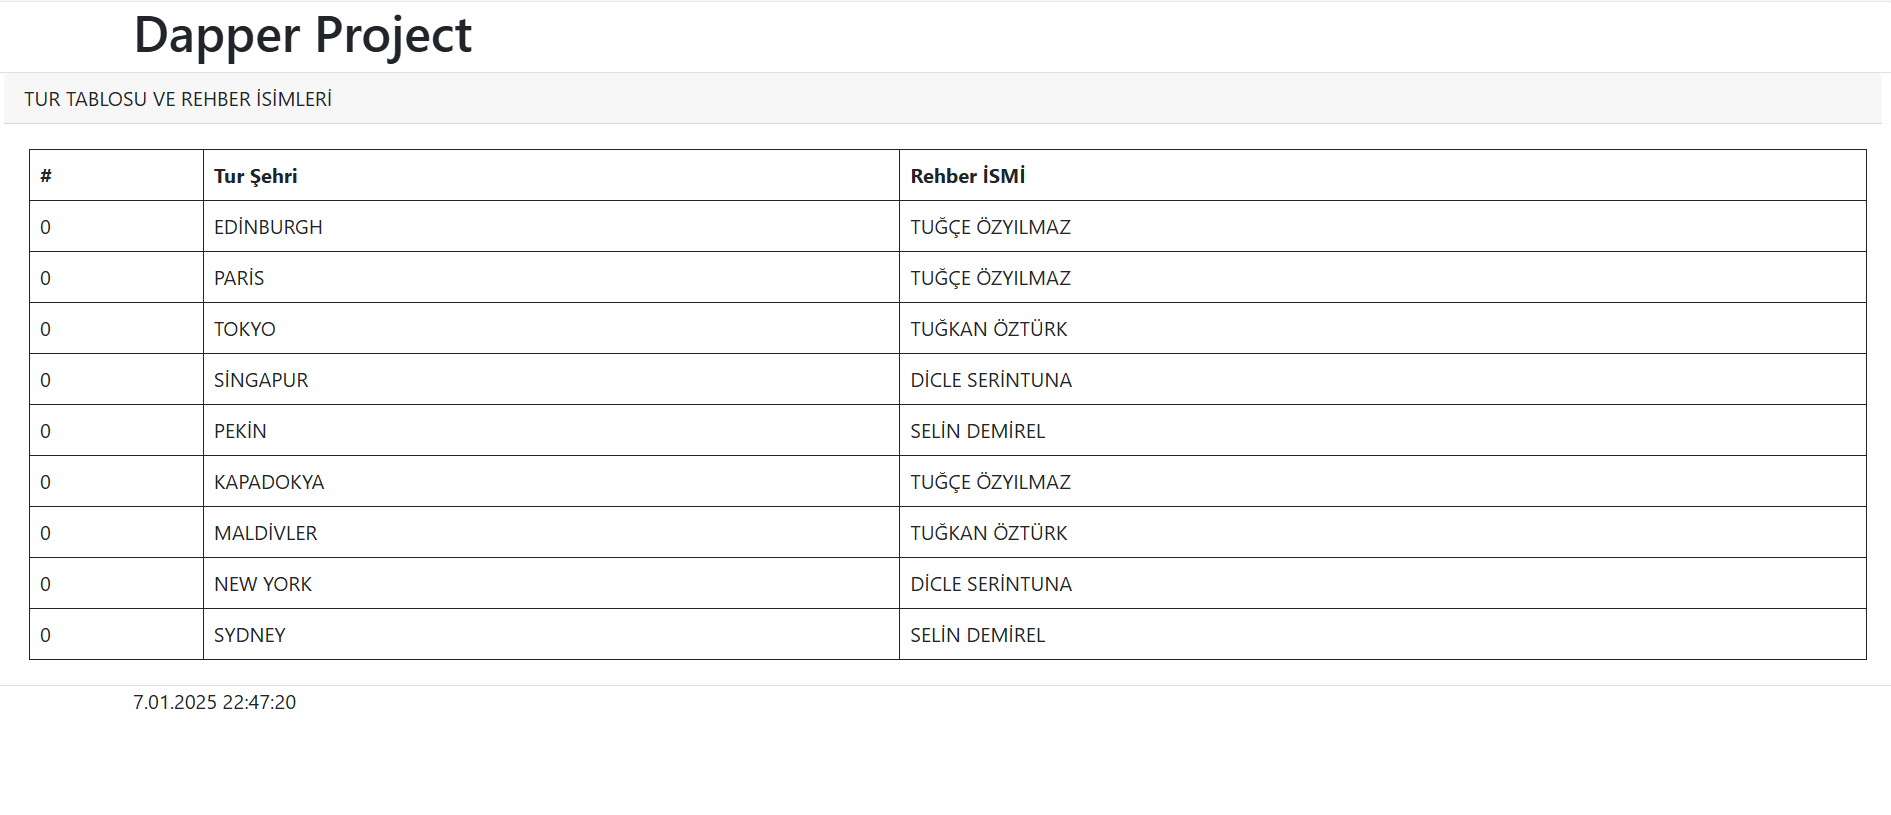 Dapper Project
TUR TABLOSU VE REHBER İSİMLERİ
# Tur Şehri Rehber İSMİ
0 EDİNBURGH TUĞÇE ÖZYILMAZ
0 PARİS TUĞÇE ÖZYILMAZ
0 TOKYO TUĞKAN ÖZTÜRK
0 SİNGAPUR DİCLE SERİNTUNA
0 PEKİN SELİN DEMİREL
0 KAPADOKYA TUĞÇE ÖZYILMAZ
0 MALDİVLER TUĞKAN ÖZTÜRK
0 NEW YORK DİCLE SERİNTUNA
0 SYDNEY SELİN DEMİREL
7.01.2025 22:47:20